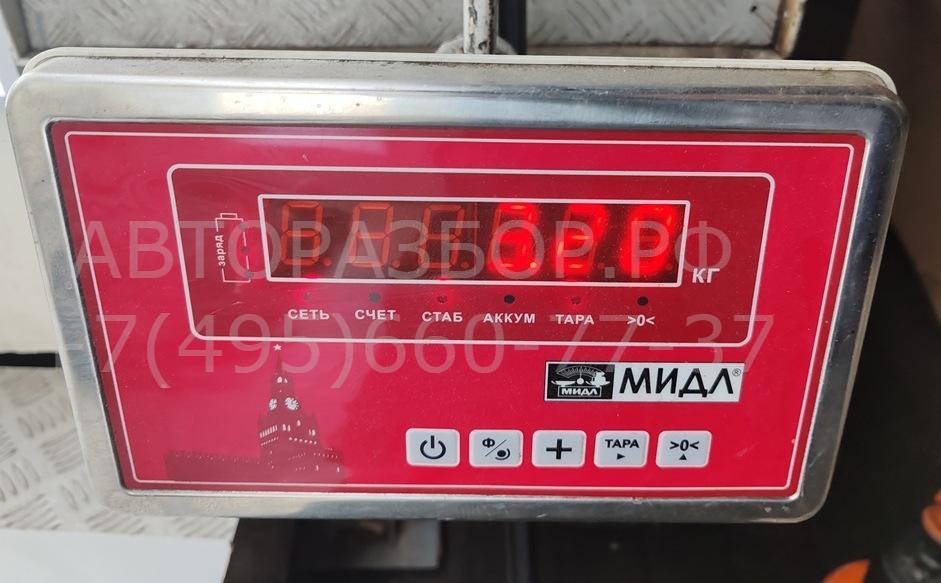 АВТОРАЗБОР.РФ
+7(495)660-77-37
заряд
КГ
СЕТЬ СЧЕТ СТАБ АККУМ ТАРА >0<
МИДЛ МИДЛ®
Ф ТАРА >0<